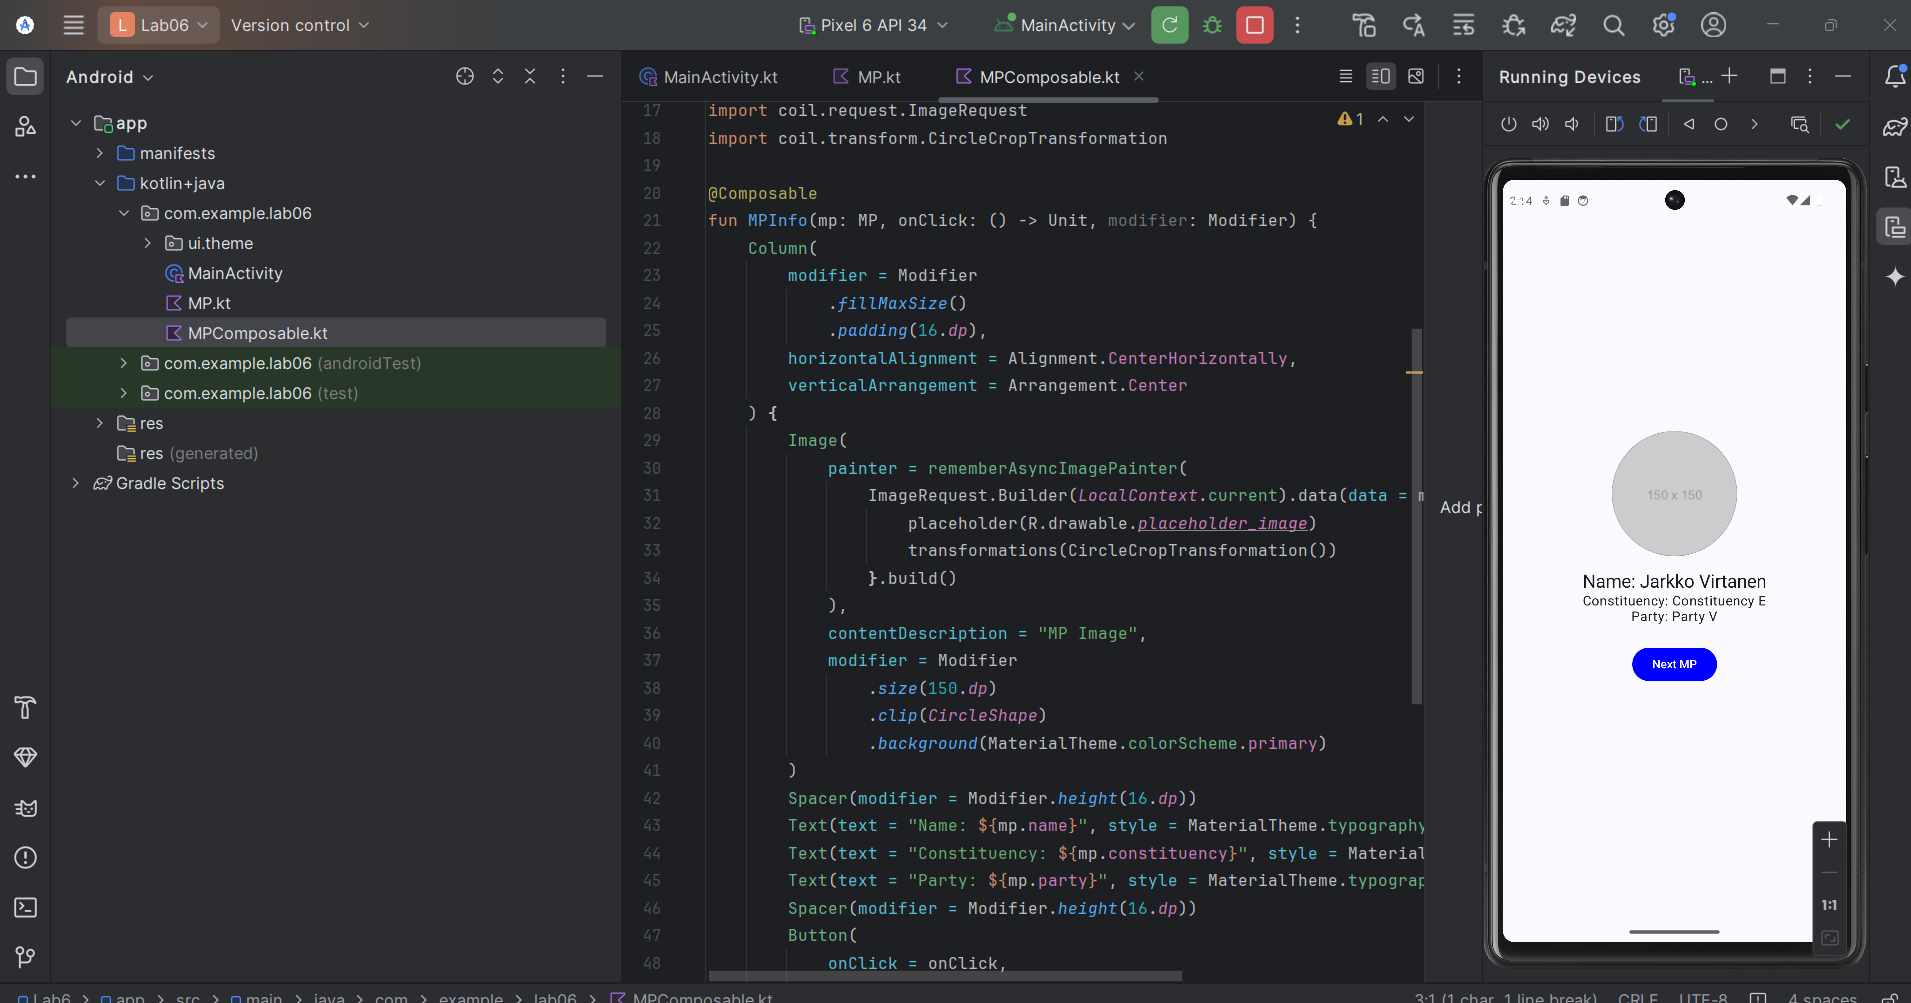 L Lab06 Version control Pixel 6 API 34 MainActivity
Android
app
manifests
kotlin+java
com.example.lab06
ui.theme
MainActivity
MP.kt
MPComposable.kt
com.example.lab06 (androidTest)
com.example.lab06 (test)
res
res (generated)
Gradle Scripts
MainActivity.kt MP.kt MPComposable.kt
1
17 import coil.request.ImageRequest
18 import coil.transform.CircleCropTransformation
19
20 @Composable
21 fun MPInfo(mp: MP, onClick: () -> Unit, modifier: Modifier) {
22 Column(
23 modifier = Modifier
24 .fillMaxSize()
25 .padding(16.dp),
26 horizontalAlignment = Alignment.CenterHorizontally,
27 verticalArrangement = Arrangement.Center
28 ) {
29 Image(
30 painter = rememberAsyncImagePainter(
31 ImageRequest.Builder(LocalContext.current).data(data = m
32 placeholder(R.drawable.placeholder_image)
33 transformations(CircleCropTransformation())
34 }.build()
35 ),
36 contentDescription = "MP Image",
37 modifier = Modifier
38 .size(150.dp)
39 .clip(CircleShape)
40 .background(MaterialTheme.colorScheme.primary)
41 )
42 Spacer(modifier = Modifier.height(16.dp))
43 Text(text = "Name: ${mp.name}", style = MaterialTheme.typography
44 Text(text = "Constituency: ${mp.constituency}", style = Material
45 Text(text = "Party: ${mp.party}", style = MaterialTheme.typograp
46 Spacer(modifier = Modifier.height(16.dp))
47 Button(
48 onClick = onClick,
Add p
Running Devices ...
2:14
150 x 150
Name: Jarkko Virtanen
Constituency: Constituency E
Party: Party V
Next MP
1:1
Lab6 > app > src > main > java > com > example > lab06 > MPComposable.kt
3:1 (1 char, 1 line break) CRLF UTF-8 4 spaces